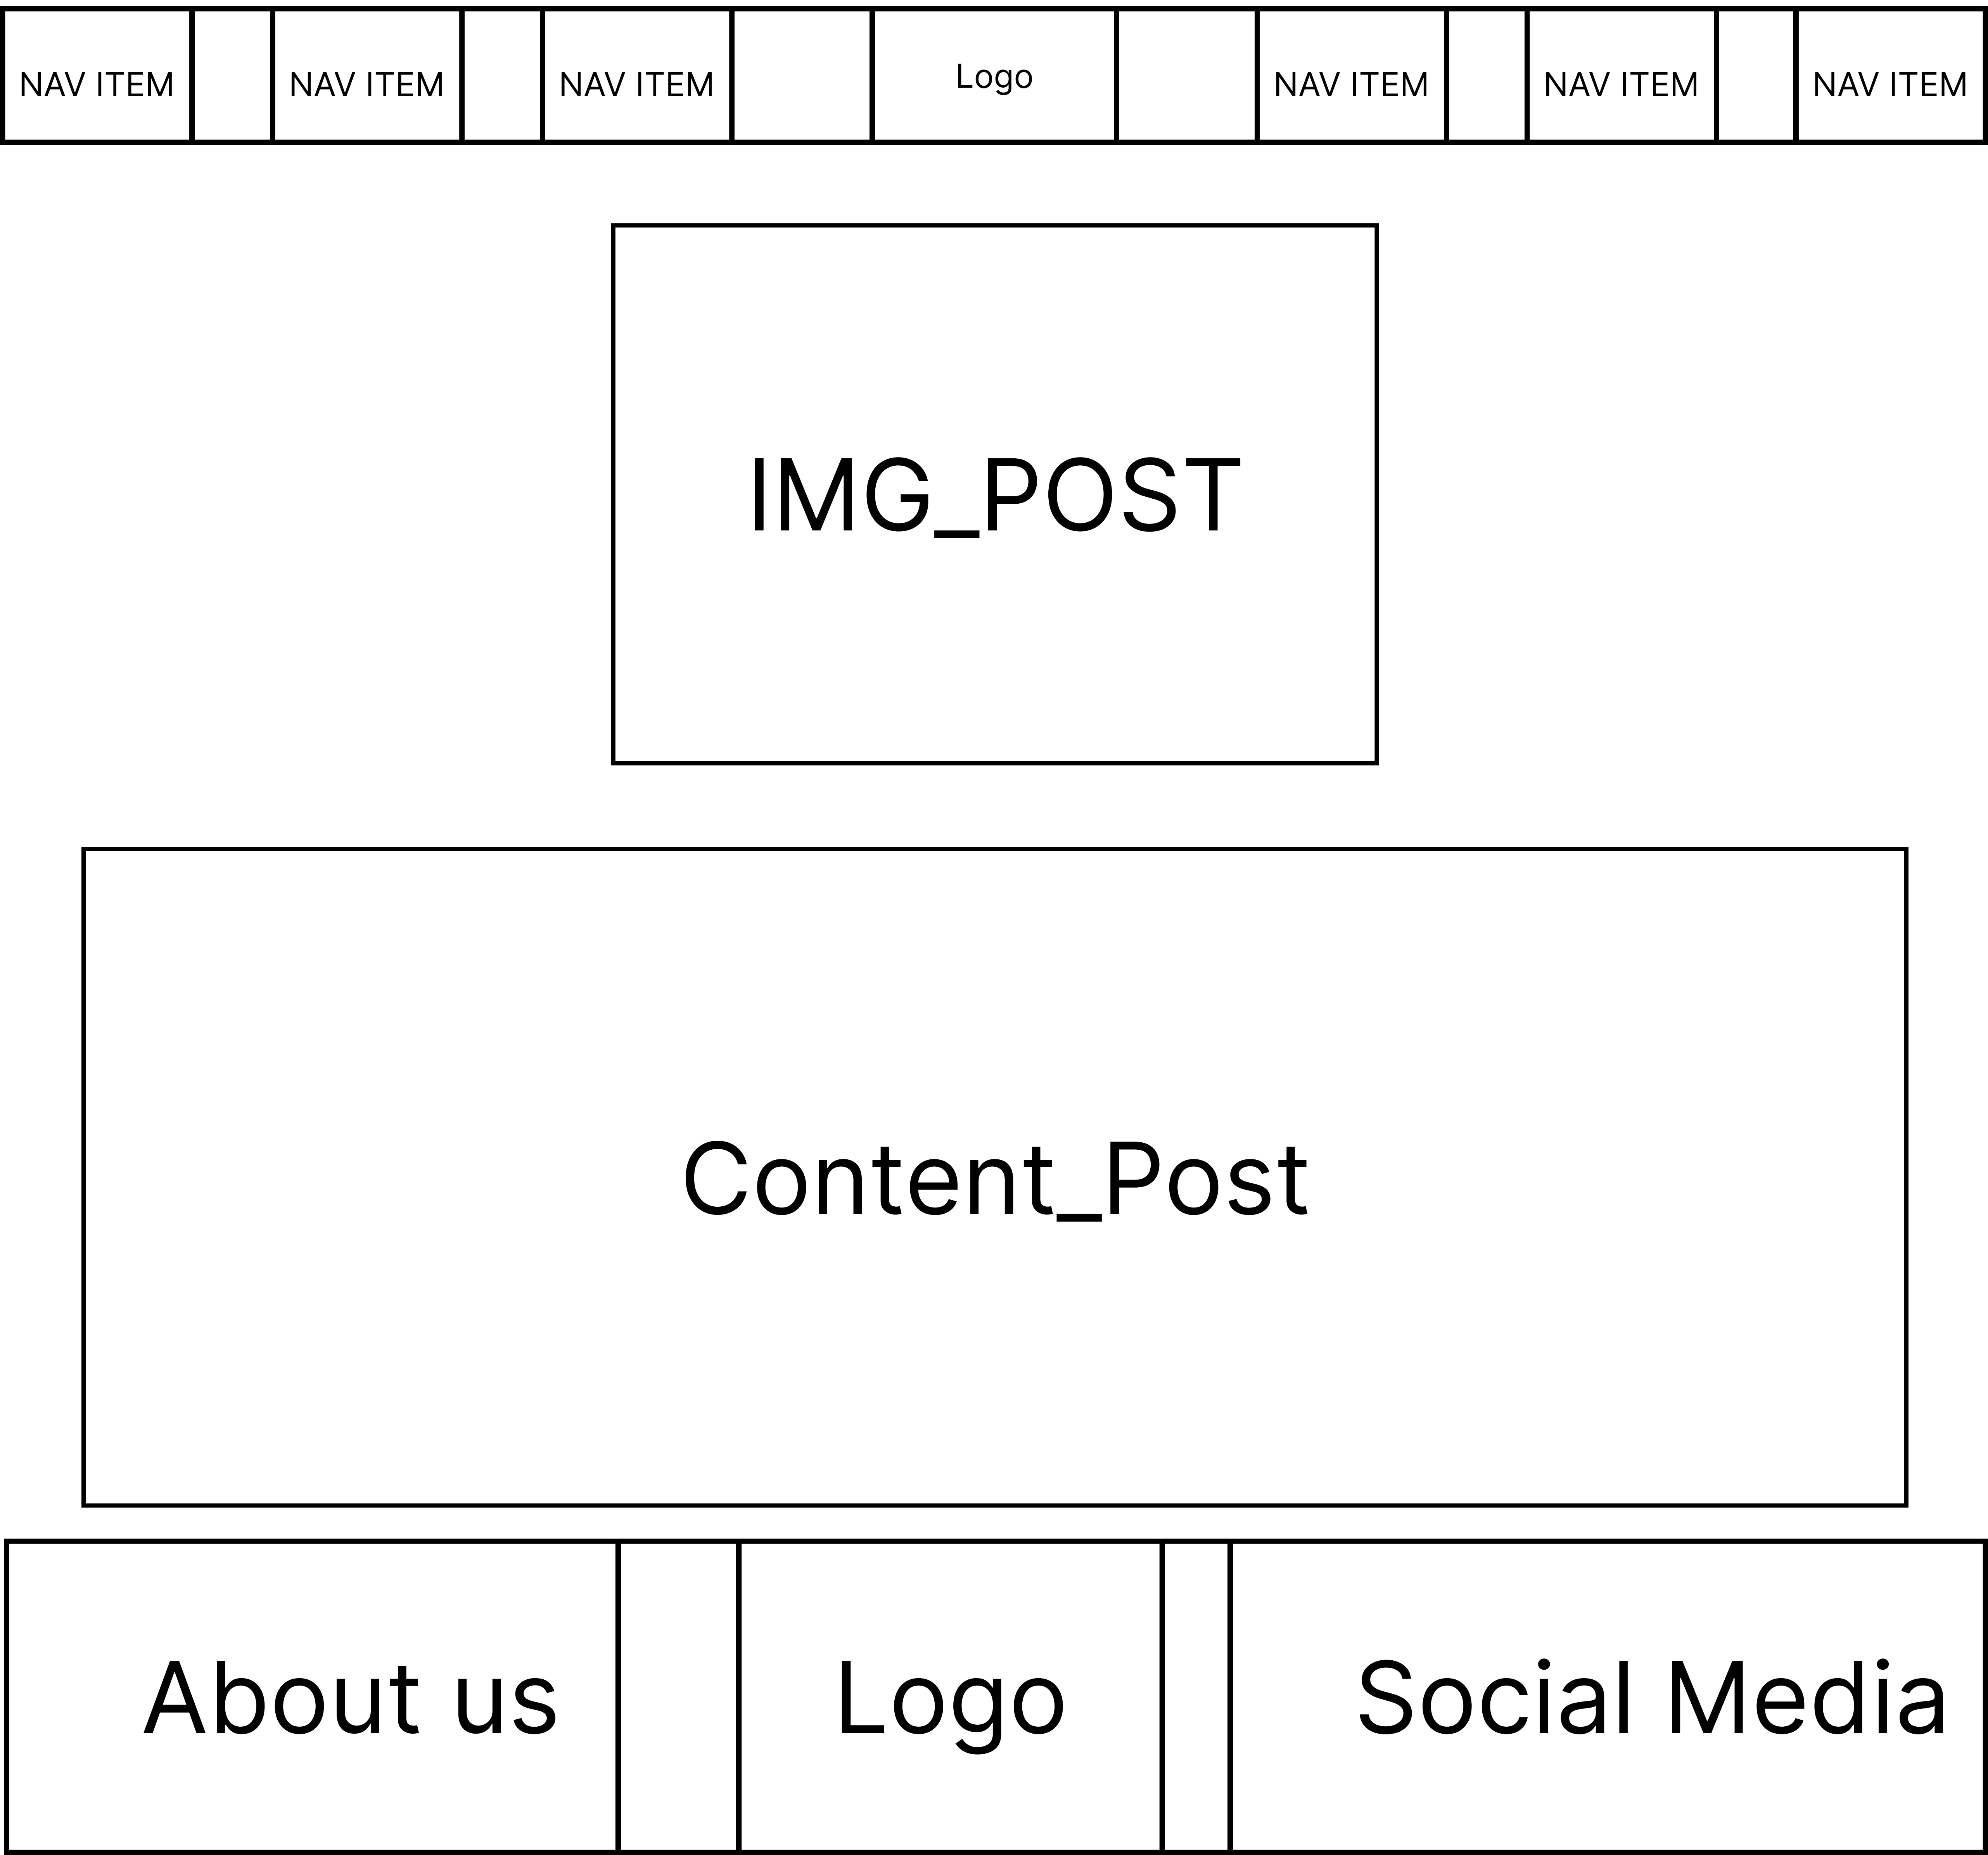 NAV ITEM NAV ITEM NAV ITEM Logo NAV ITEM NAV ITEM NAV ITEM
IMG_POST
Content_Post
About us Logo Social Media